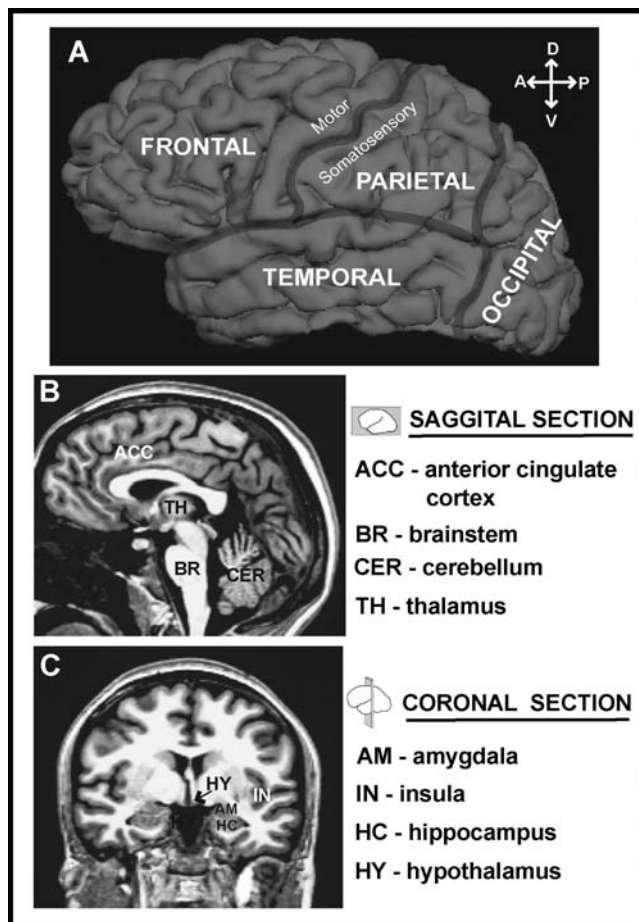 A
D
A P
V
Motor
Somatosensory
FRONTAL
PARIETAL
TEMPORAL
OCCIPITAL
B
ACC
TH
BR
CER
SAGGITAL SECTION
ACC - anterior cingulate
cortex
BR - brainstem
CER - cerebellum
TH - thalamus
C
HY
IN
AM
HC
HY
CORONAL SECTION
AM - amygdala
IN - insula
HC - hippocampus
HY - hypothalamus